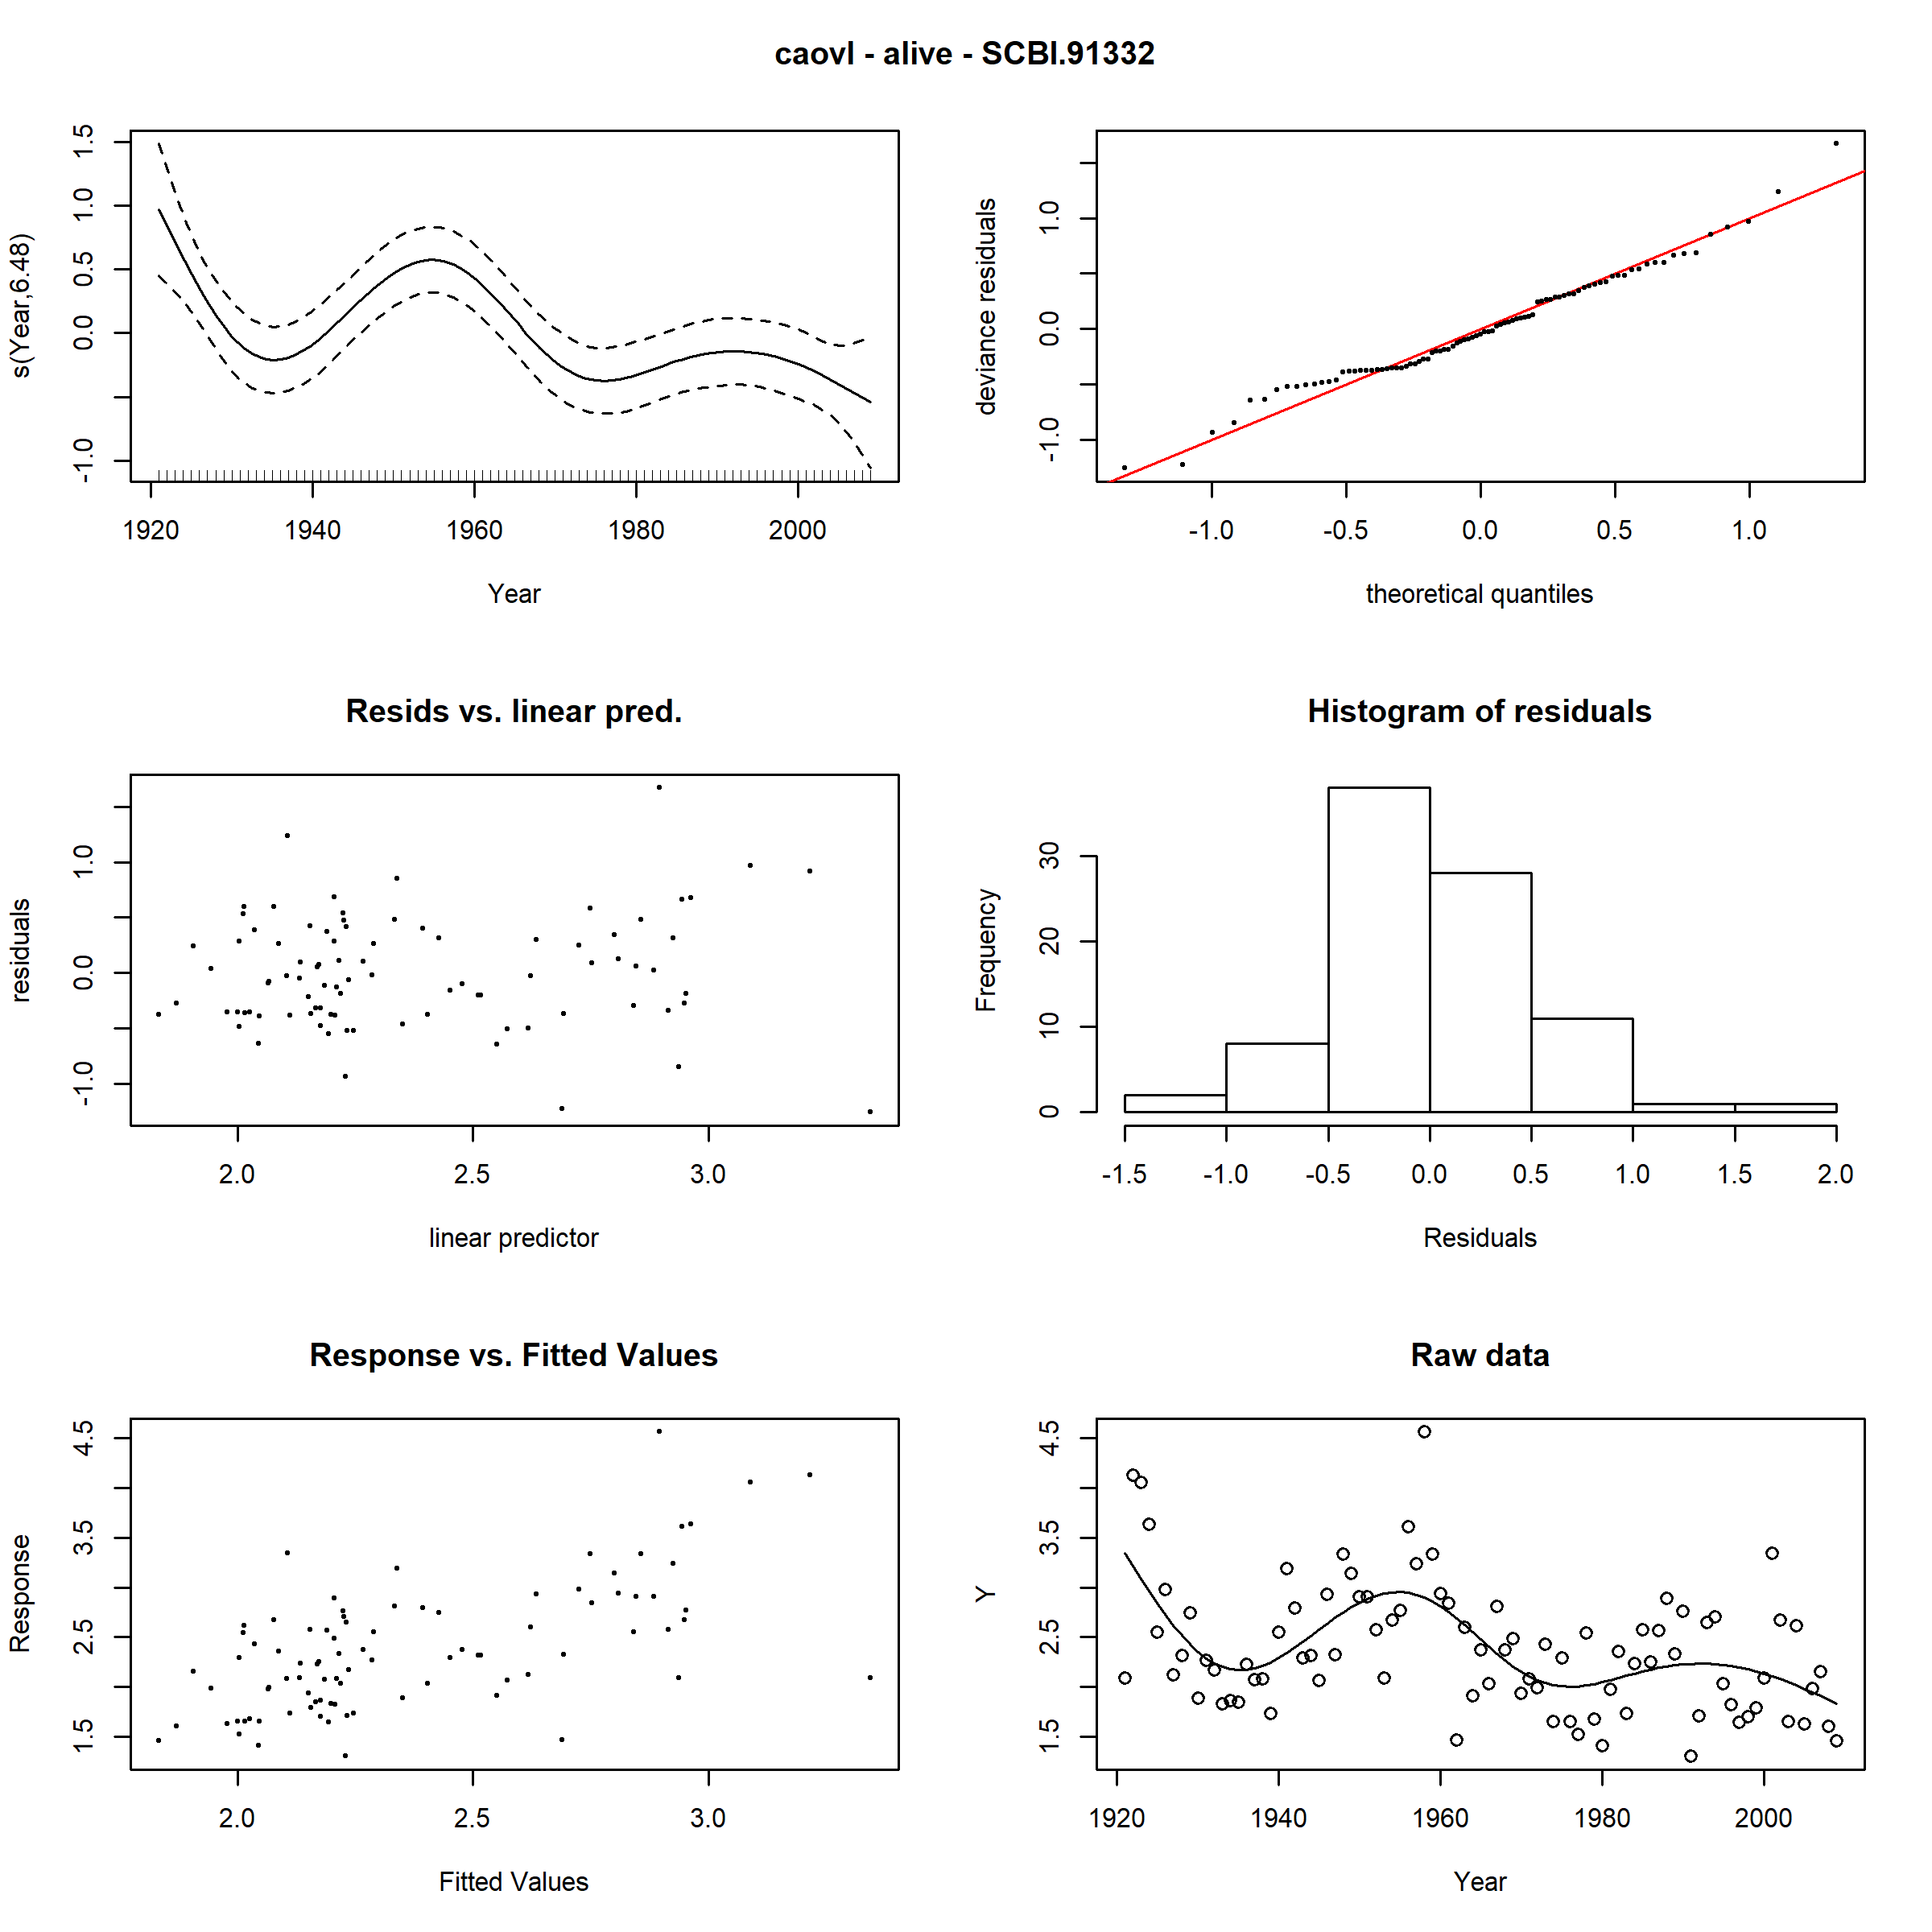 caovl - alive - SCBI.91332
s(Year,6.48)
-1.0 0.0 0.5 1.0 1.5
1920 1940 1960 1980 2000
Year
deviance residuals
-1.0 0.0 1.0
-1.0 -0.5 0.0 0.5 1.0
theoretical quantiles
Resids vs. linear pred.
residuals
-1.0 0.0 1.0
2.0 2.5 3.0
linear predictor
Histogram of residuals
Frequency
0 10 20 30
-1.5 -1.0 -0.5 0.0 0.5 1.0 1.5 2.0
Residuals
Response vs. Fitted Values
Response
1.5 2.5 3.5 4.5
2.0 2.5 3.0
Fitted Values
Raw data
Y
1.5 2.5 3.5 4.5
1920 1940 1960 1980 2000
Year